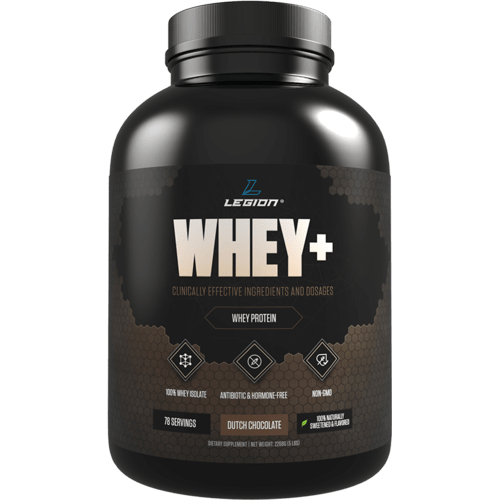 LEGION®
WHEY+
CLINICALLY EFFECTIVE INGREDIENTS AND DOSAGES
WHEY PROTEIN
100% WHEY ISOLATE
ANTIBIOTIC & HORMONE-FREE
NON-GMO
78 SERVINGS
DUTCH CHOCOLATE
100% NATURALLY
SWEETENED & FLAVORED
DIETARY SUPPLEMENT | NET WEIGHT: 2268G (5 LBS)